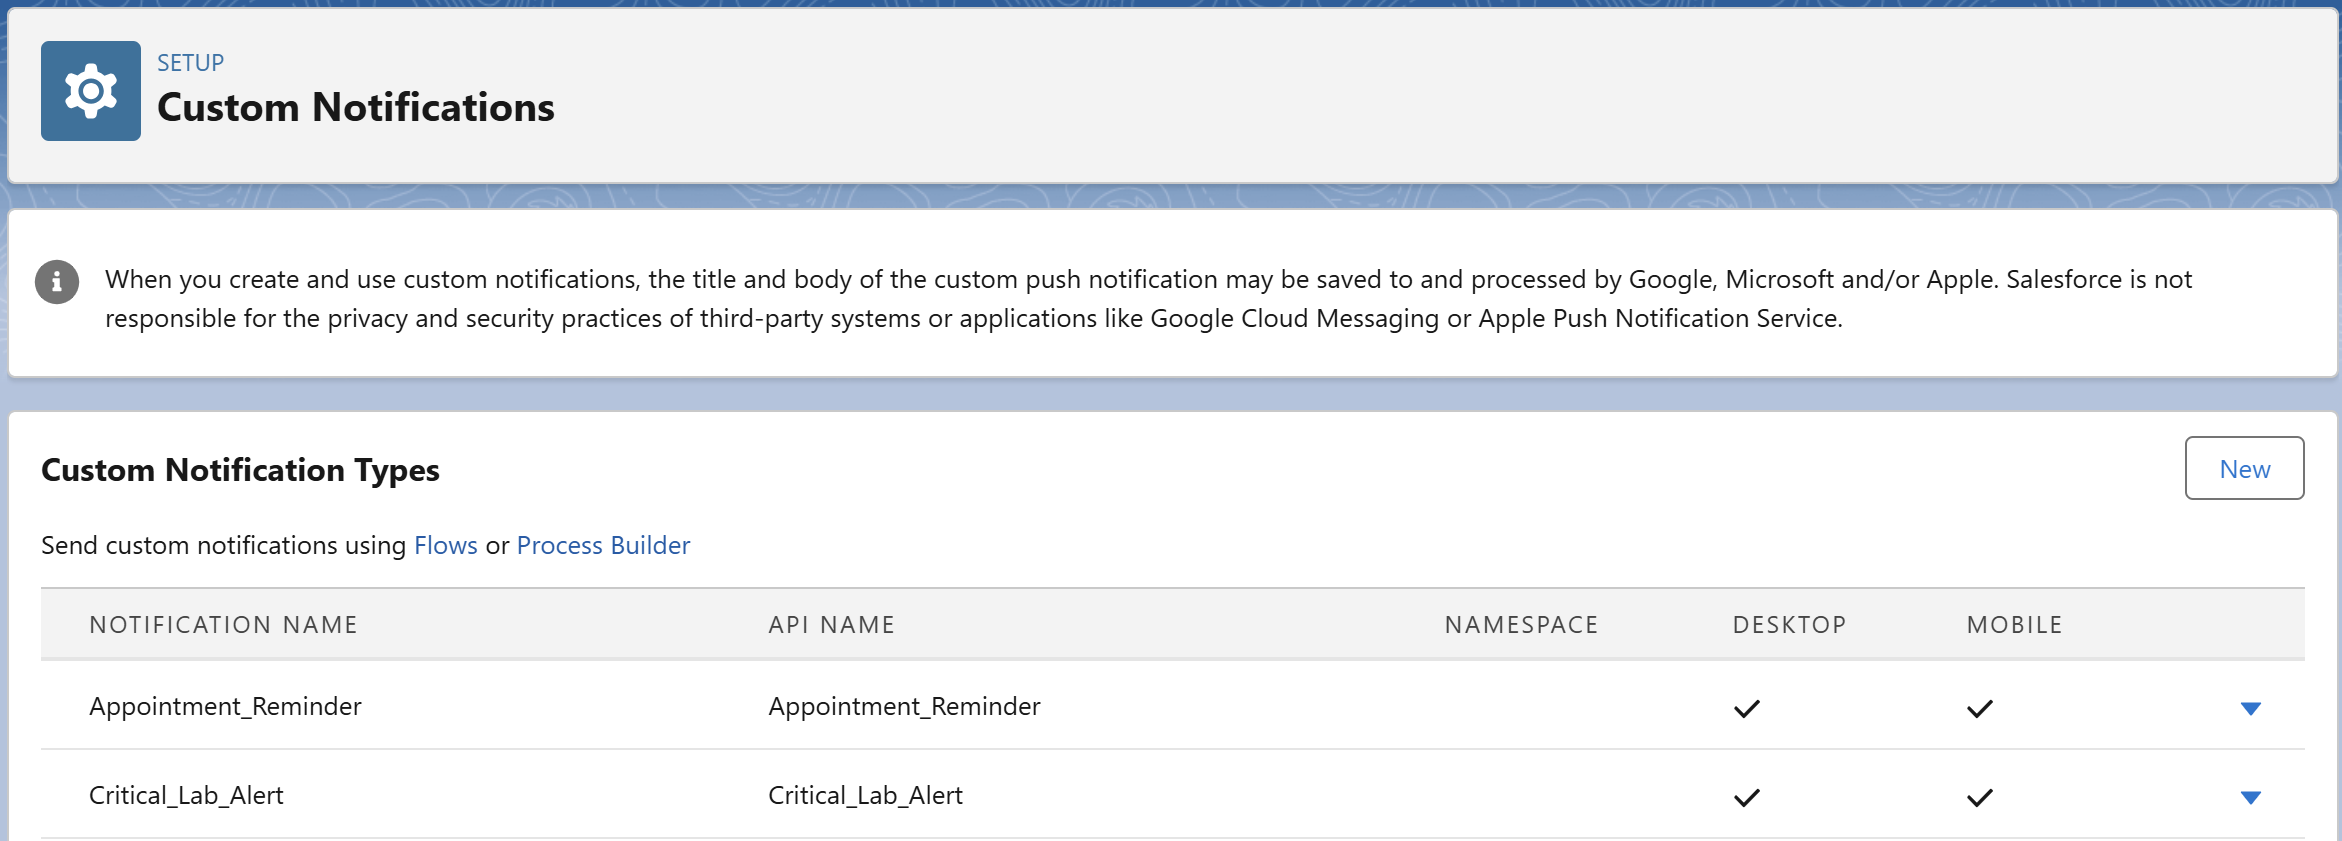 SETUP
Custom Notifications
When you create and use custom notifications, the title and body of the custom push notification may be saved to and processed by Google, Microsoft and/or Apple. Salesforce is not
responsible for the privacy and security practices of third-party systems or applications like Google Cloud Messaging or Apple Push Notification Service.
Custom Notification Types
New
Send custom notifications using Flows or Process Builder
NOTIFICATION NAME API NAME NAMESPACE DESKTOP MOBILE
Appointment_Reminder Appointment_Reminder
Critical_Lab_Alert Critical_Lab_Alert